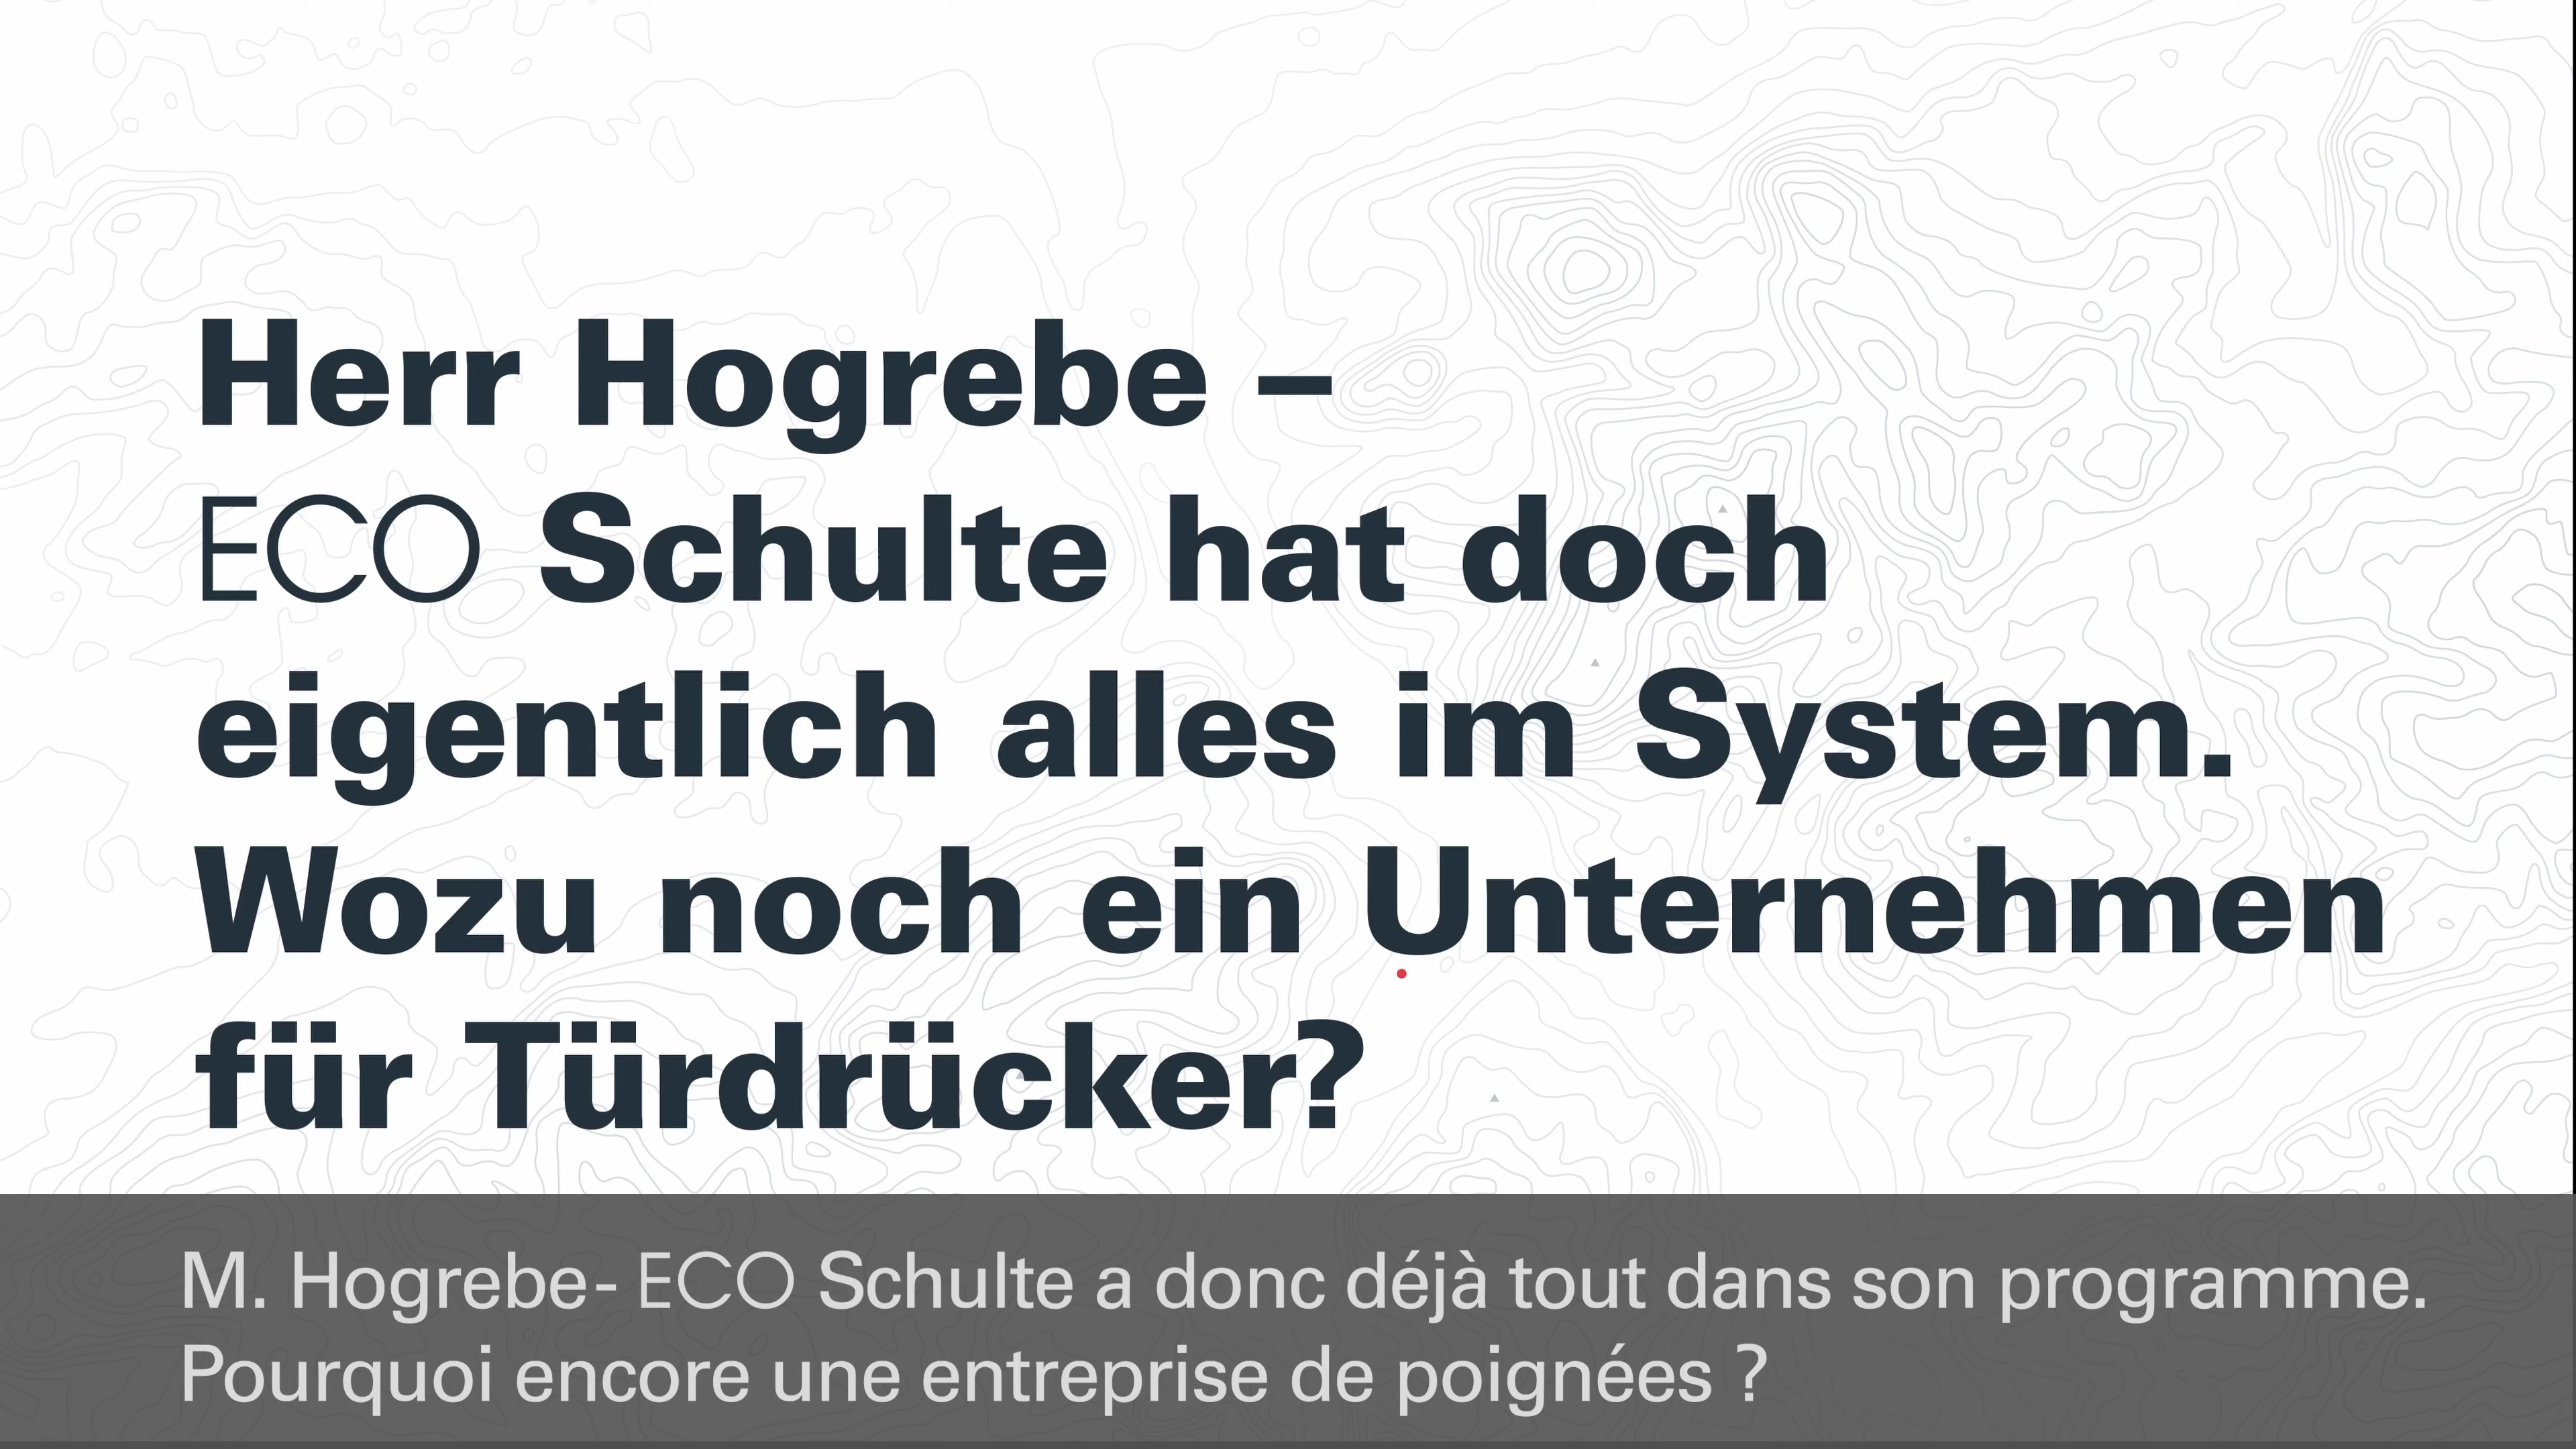 Herr Hogrebe –
ECO Schulte hat doch
eigentlich alles im System.
Wozu noch ein Unternehmen
für Türdrücker?
M. Hogrebe- ECO Schulte a donc déjà tout dans son programme.
Pourquoi encore une entreprise de poignées ?